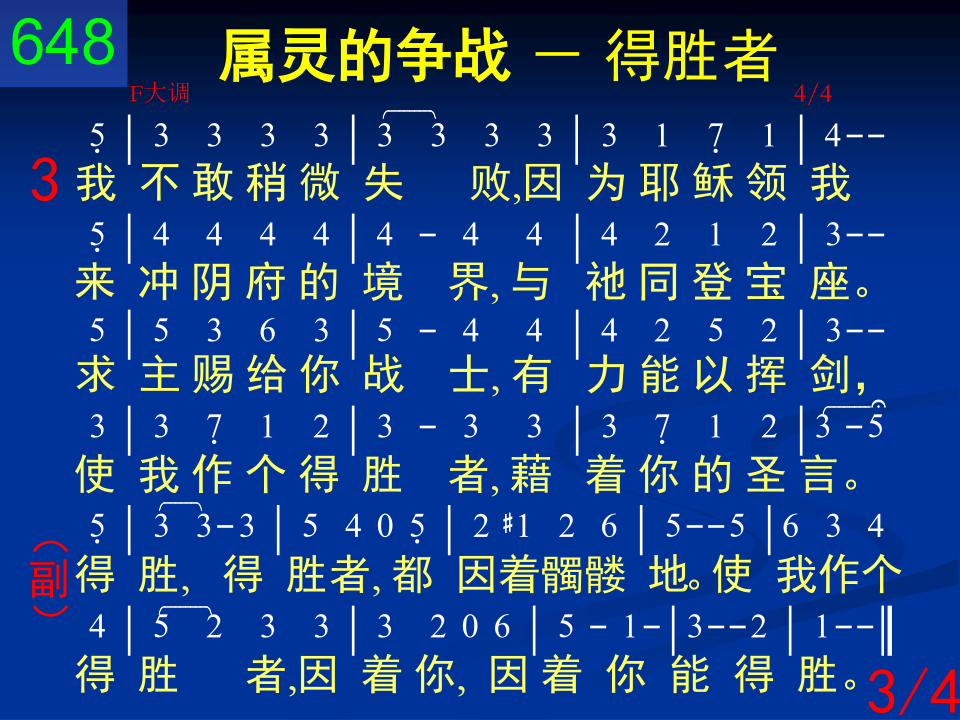 648
属灵的争战 － 得胜者
F大调 4/4
5̣ | 3 3 3 3 | 3 3 3 3 | 3 1 7̣ 1 | 4--
3 我 不 敢 稍 微 失 败,因 为 耶 稣 领 我
5̣ | 4 4 4 4 | 4 - 4 4 | 4 2 1 2 | 3--
来 冲 阴 府 的 境 界, 与 祂 同 登 宝 座。
5 | 5 3 6 3 | 5 - 4 4 | 4 2 5 2 | 3--
求 主 赐 给 你 战 士, 有 力 能 以 挥 剑，
3 | 3 7̣ 1 2 | 3 - 3 3 | 3 7̣ 1 2 | 3 -5̣
使 我 作 个 得 胜 者, 藉 着 你 的 圣 言。
5̣ | 3 3-3 | 5 4 0 5̣ | 2 #1 2 6 | 5--5 | 6 3 4
（副） 得 胜, 得 胜者, 都 因着髑髅 地。使 我作个
4 | 5 2 3 3 | 3 2 0 6 | 5 - 1- | 3--2 | 1--‖
得 胜 者,因 着 你, 因 着 你 能 得 胜。
3/4